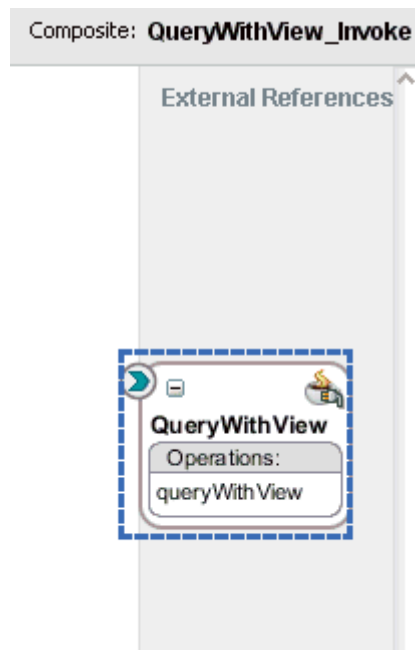 Composite: QueryWithView_Invoke
External References
QueryWithView
Operations:
queryWithView